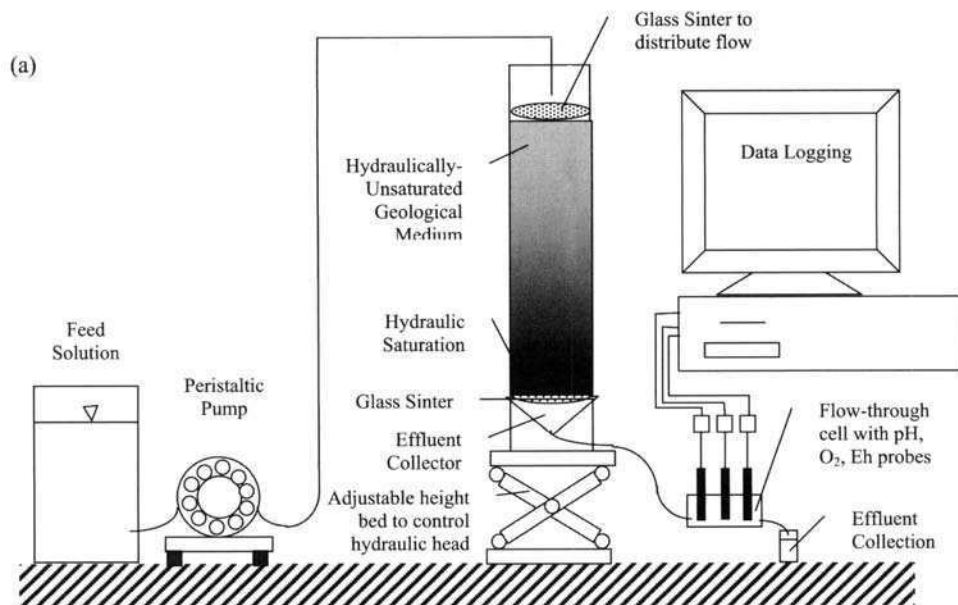 (a)
Glass Sinter to
distribute flow
Data Logging
Hydraulically-
Unsaturated
Geological
Medium
Hydraulic
Saturation
Feed
Solution
Peristaltic
Pump
Glass Sinter
Effluent
Collector
Flow-through
cell with pH,
O₂, Eh probes
Adjustable height
bed to control
hydraulic head
Effluent
Collection